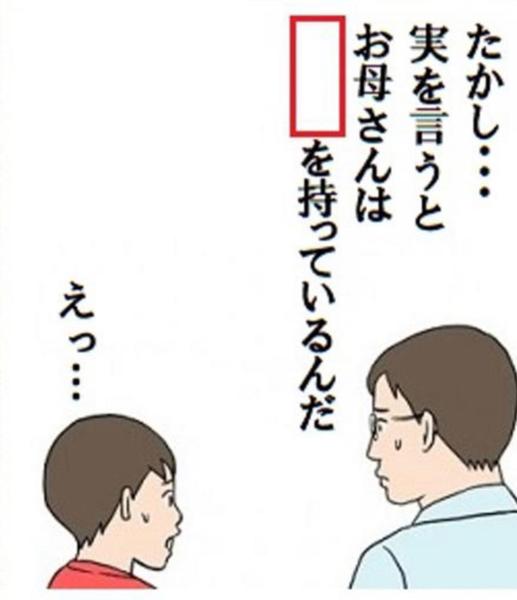 たかし・・・
実を言うと
お母さんは
を持っているんだ
えっ…